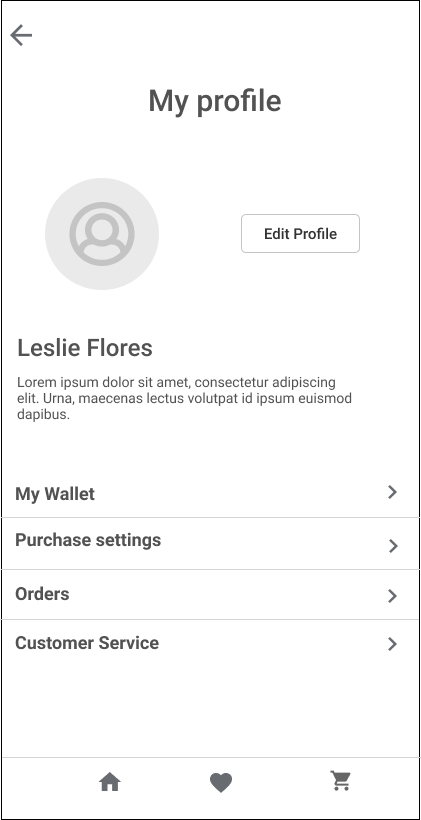 My profile
Edit Profile
Leslie Flores
Lorem ipsum dolor sit amet, consectetur adipiscing
elit. Urna, maecenas lectus volutpat id ipsum euismod
dapibus.
My Wallet
Purchase settings
Orders
Customer Service